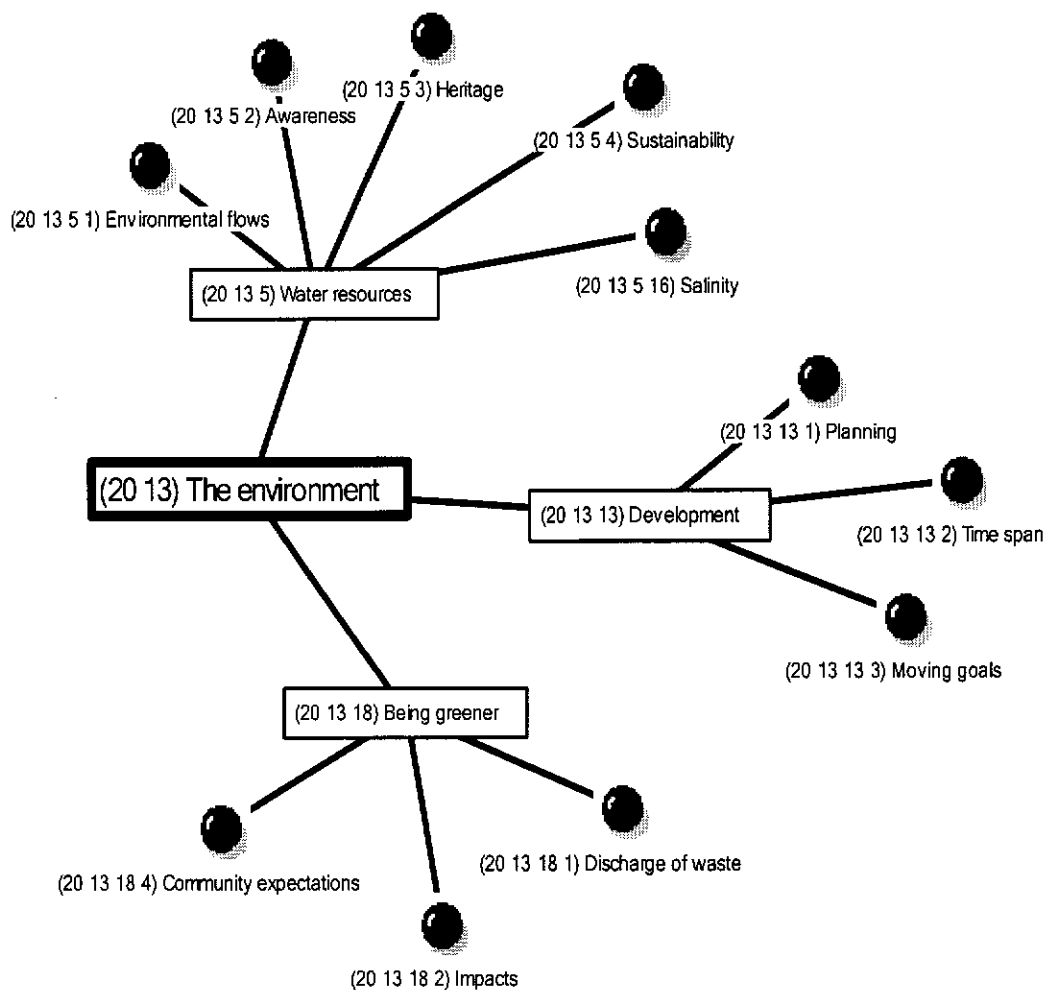 (20 13 5 3) Heritage
(20 13 5 2) Awareness
(20 13 5 4) Sustainability
(20 13 5 1) Environmental flows
(20 13 5 16) Salinity
(20 13 5) Water resources
(20 13 13 1) Planning
(20 13) The environment
(20 13 13) Development
(20 13 13 2) Time span
(20 13 13 3) Moving goals
(20 13 18) Being greener
(20 13 18 1) Discharge of waste
(20 13 18 4) Community expectations
(20 13 18 2) Impacts